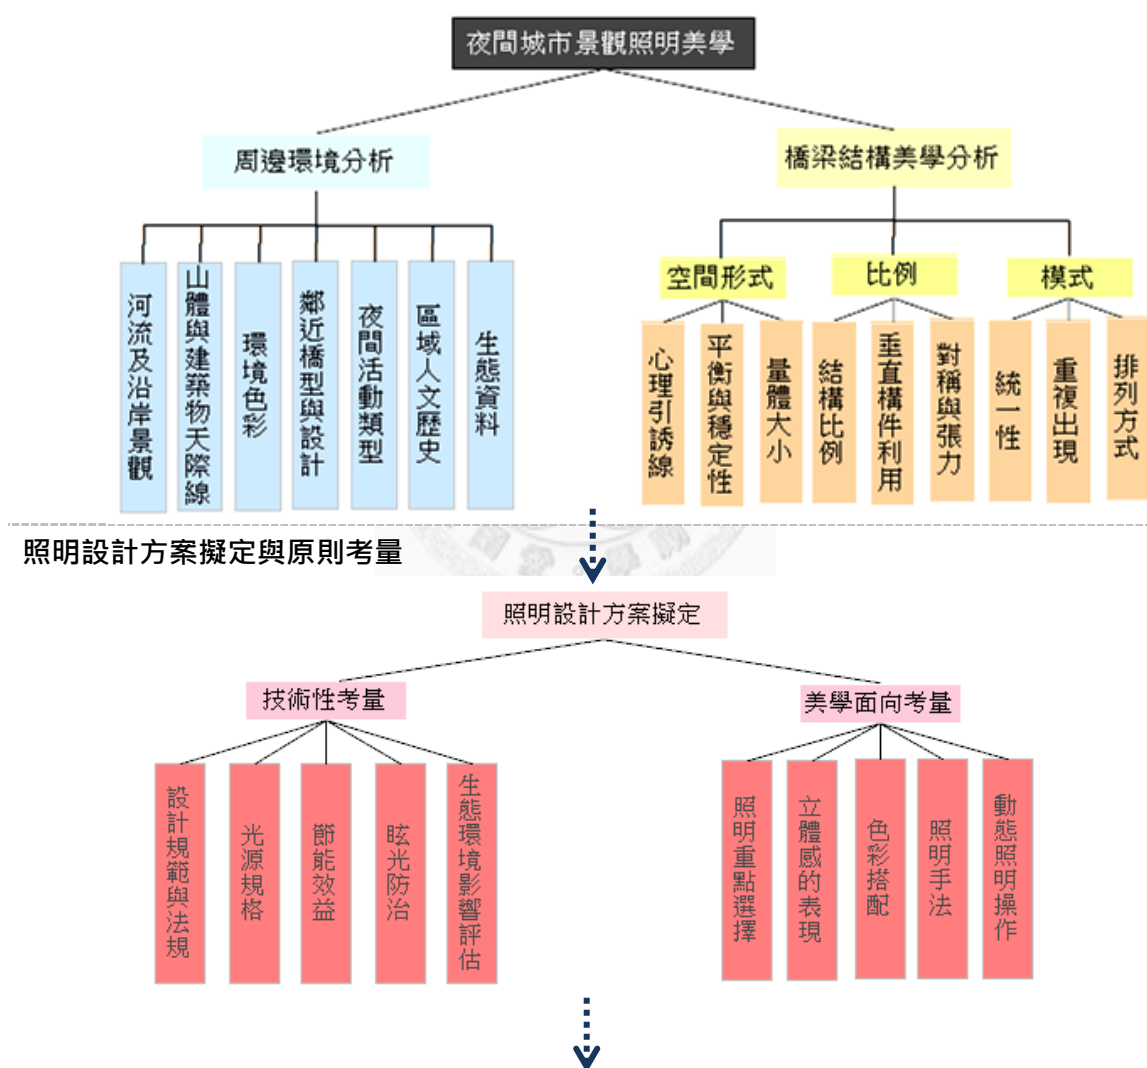 夜間城市景觀照明美學
周邊環境分析
橋梁結構美學分析
空間形式
比例
模式
河流及沿岸景觀
山體與建築物天際線
環境色彩
鄰近橋型與設計
夜間活動類型
區域人文歷史
生態資料
心理引誘線
平衡與穩定性
量體大小
結構比例
垂直構件利用
對稱與張力
統一性
重複出現
排列方式
照明設計方案擬定與原則考量
照明設計方案擬定
技術性考量
美學面向考量
設計規範與法規
光源規格
節能效益
眩光防治
生態環境影響評估
照明重點選擇
立體感的表現
色彩搭配
照明手法
動態照明操作